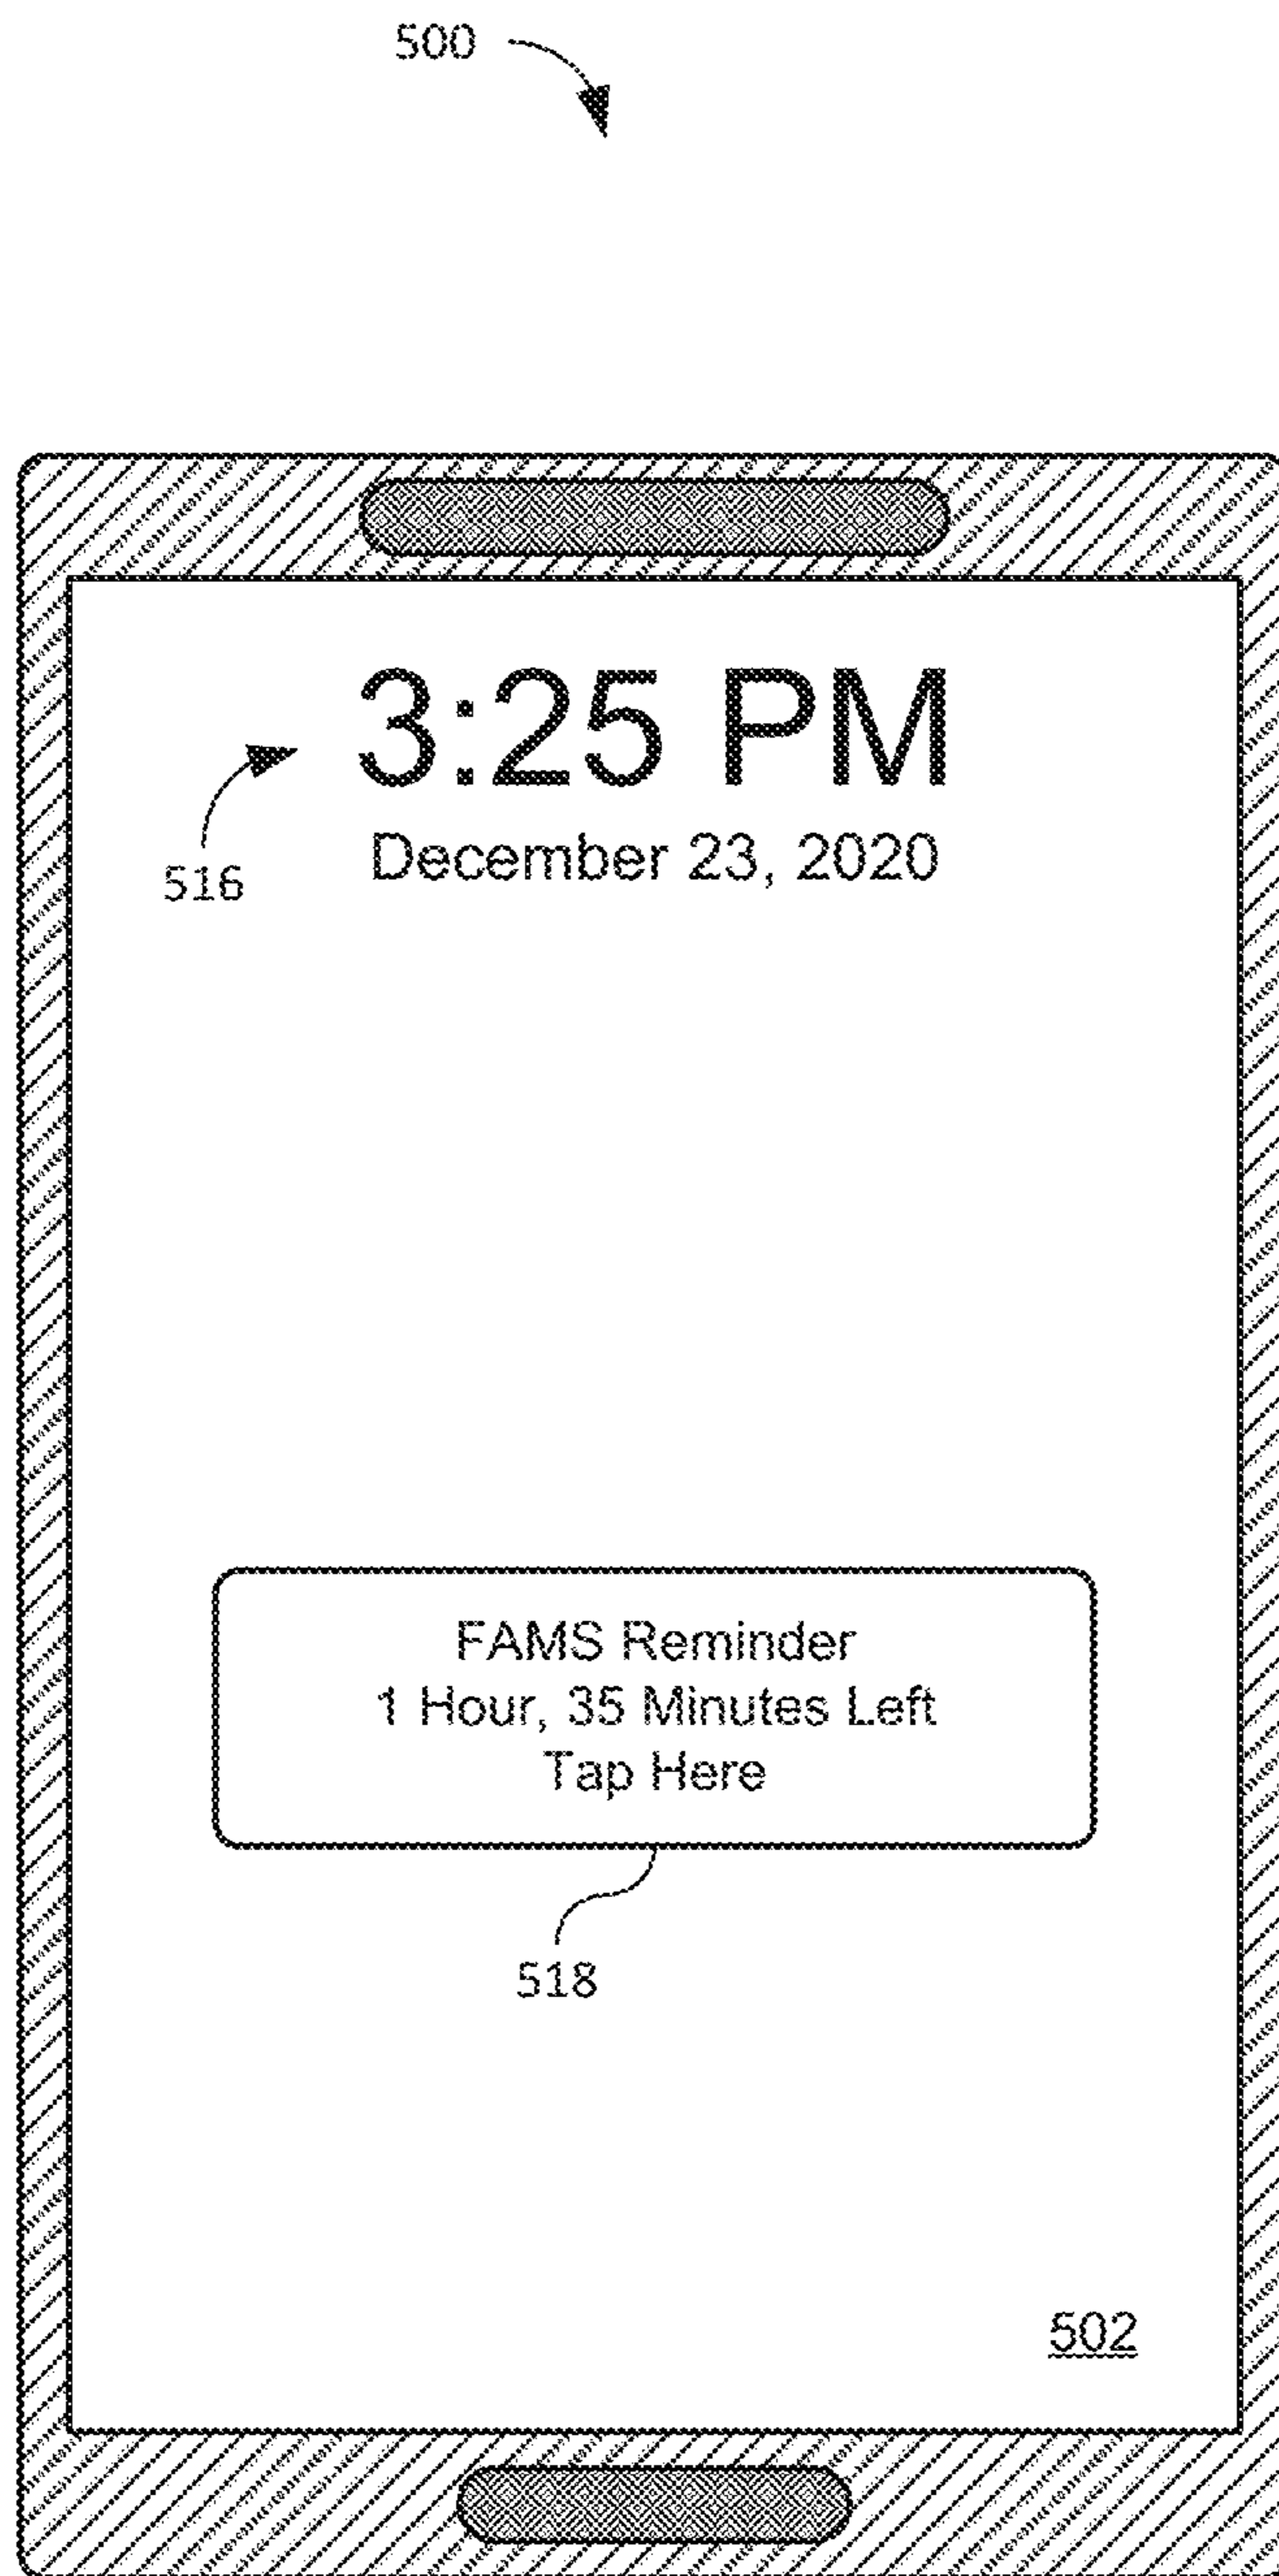 500
3:25 PM
December 23, 2020
516
FAMS Reminder
1 Hour, 35 Minutes Left
Tap Here
518
502